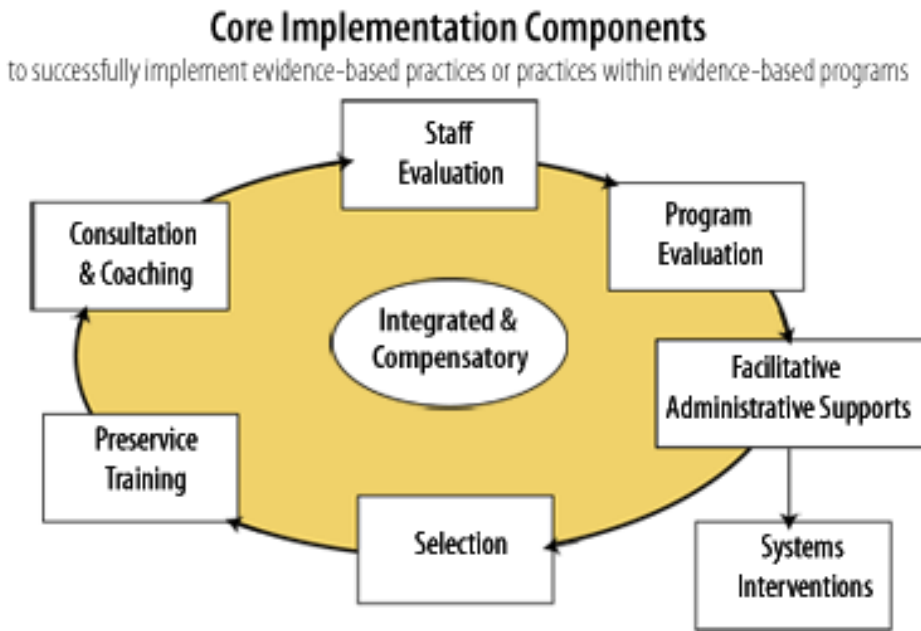 Core Implementation Components
to successfully implement evidence-based practices or practices within evidence-based programs
Staff
Evaluation
Program
Evaluation
Consultation
& Coaching
Integrated &
Compensatory
Facilitative
Administrative Supports
Preservice
Training
Selection
Systems
Interventions